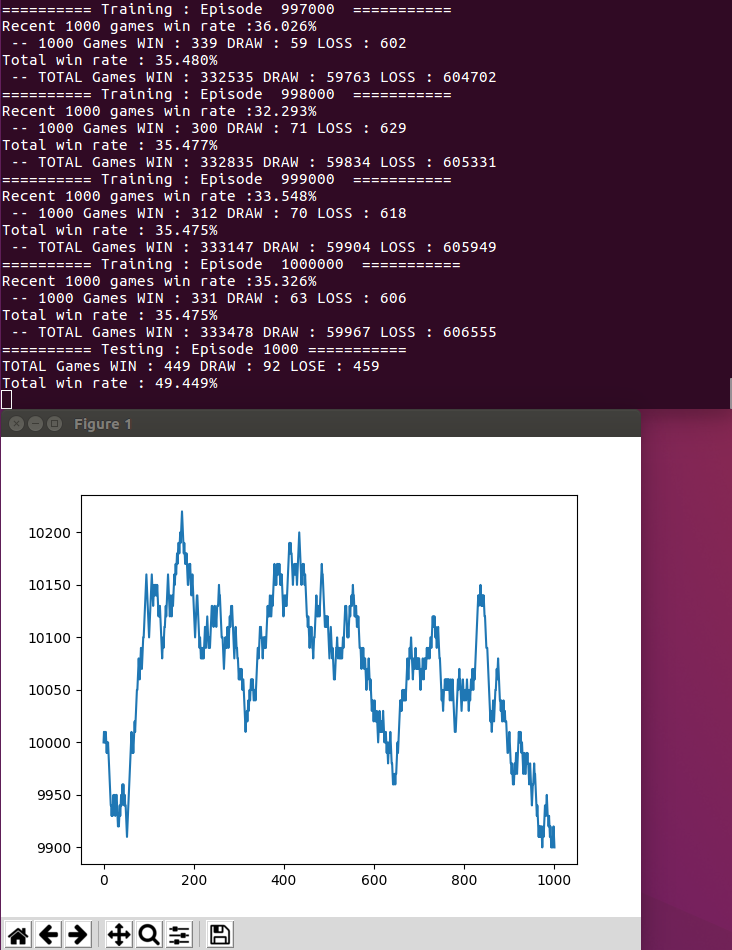 ========== Training : Episode  997000  ===========
Recent 1000 games win rate :36.026%
 -- 1000 Games WIN : 339 DRAW : 59 LOSS : 602
Total win rate : 35.480%
 -- TOTAL Games WIN : 332535 DRAW : 59763 LOSS : 604702
========== Training : Episode  998000  ===========
Recent 1000 games win rate :32.293%
 -- 1000 Games WIN : 300 DRAW : 71 LOSS : 629
Total win rate : 35.477%
 -- TOTAL Games WIN : 332835 DRAW : 59834 LOSS : 605331
========== Training : Episode  999000  ===========
Recent 1000 games win rate :33.548%
 -- 1000 Games WIN : 312 DRAW : 70 LOSS : 618
Total win rate : 35.475%
 -- TOTAL Games WIN : 333147 DRAW : 59904 LOSS : 605949
========== Training : Episode  1000000  ===========
Recent 1000 games win rate :35.326%
 -- 1000 Games WIN : 331 DRAW : 63 LOSS : 606
Total win rate : 35.475%
 -- TOTAL Games WIN : 333478 DRAW : 59967 LOSS : 606555
========== Testing : Episode 1000 ===========
TOTAL Games WIN : 449 DRAW : 92 LOSE : 459
Total win rate : 49.449%
Figure 1
10200
10150
10100
10050
10000
9950
9900
0 200 400 600 800 1000